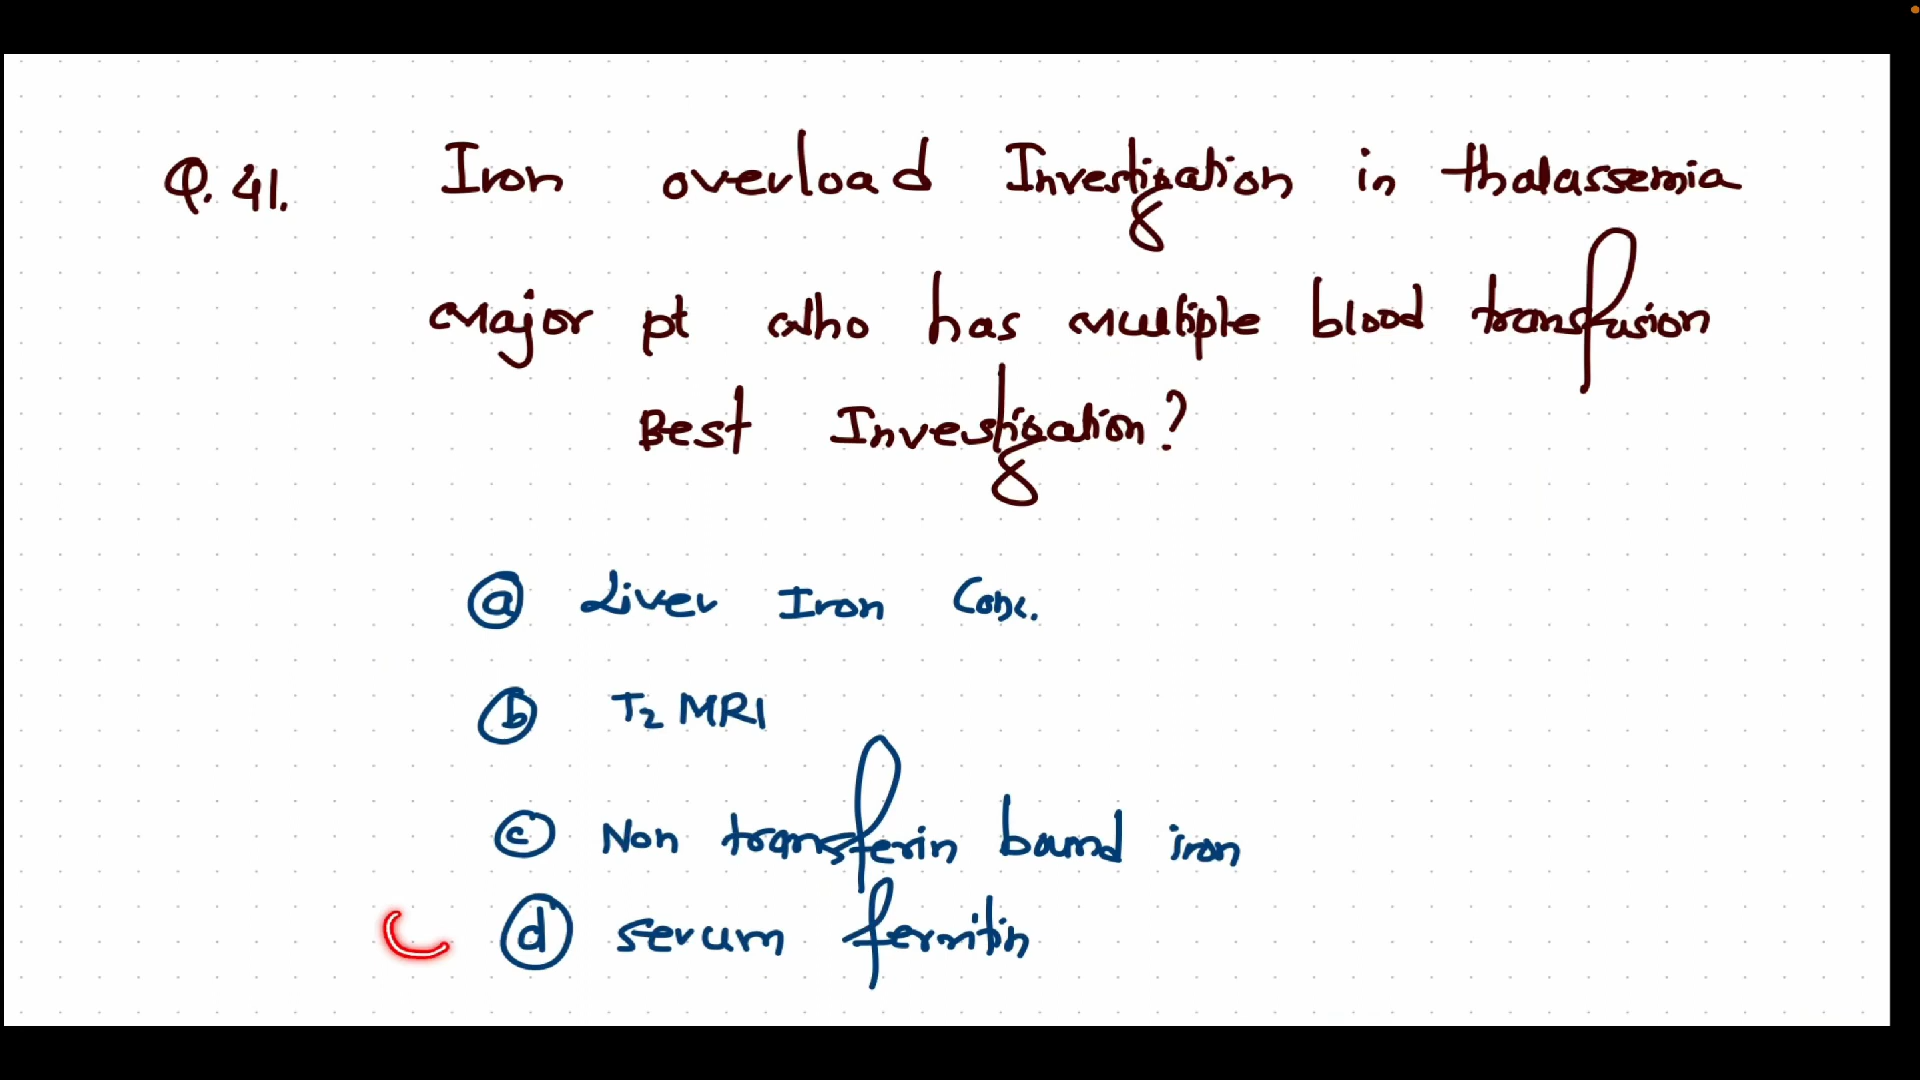 Q. 41. Iron overload Investigation in thalassemia
Major pt who has multiple blood transfusion
Best Investigation?
(a) Liver Iron Conc.
(b) T2 MRI
(c) Non transferin bound iron
(d) serum ferritin